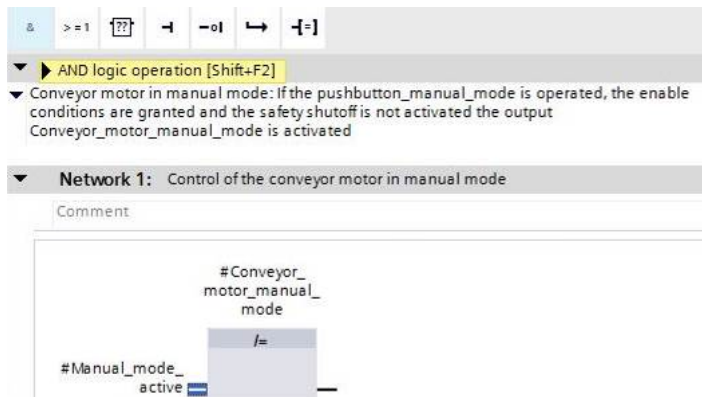 & >=1 ?? -o| -[=]
AND logic operation [Shift+F2]
Conveyor motor in manual mode: If the pushbutton_manual_mode is operated, the enable
conditions are granted and the safety shutoff is not activated the output
Conveyor_motor_manual_mode is activated
Network 1: Control of the conveyor motor in manual mode
Comment
#Conveyor_
motor_manual_
mode
/=
#Manual_mode_
active